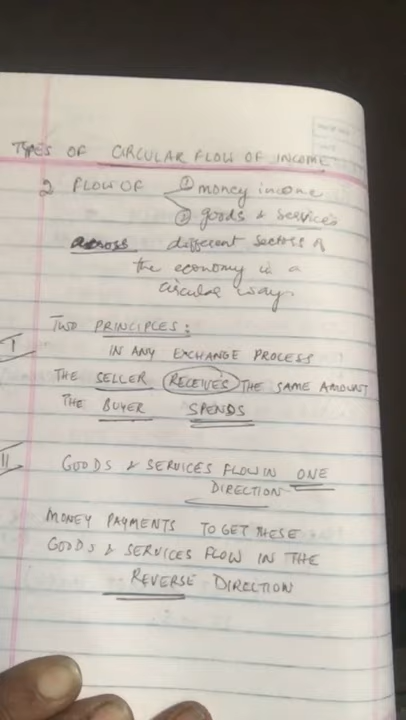 TYPES OF CIRCULAR FLOW OF INCOME
2 FLOW OF ① money income
② goods & services
across different sectors of
the economy in a
circular way.
TWO PRINCIPLES:
I IN ANY EXCHANGE PROCESS
THE SELLER RECEIVES THE SAME AMOUNT
THE BUYER SPENDS
II GOODS & SERVICES FLOW IN ONE
DIRECTION
MONEY PAYMENTS TO GET THESE
GOODS & SERVICES FLOW IN THE
REVERSE DIRECTION